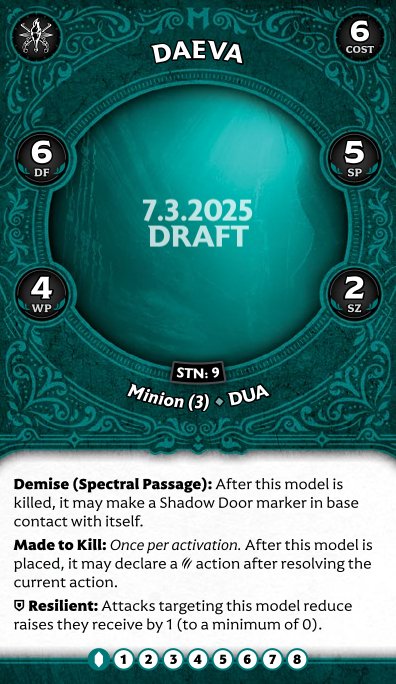 6
COST
DAEVA
6
DF
5
SP
7.3.2025
DRAFT
4
WP
2
SZ
STN: 9
Minion (3) ◆ DUA
Demise (Spectral Passage): After this model is
killed, it may make a Shadow Door marker in base
contact with itself.
Made to Kill: Once per activation. After this model is
placed, it may declare a action after resolving the
current action.
Resilient: Attacks targeting this model reduce
raises they receive by 1 (to a minimum of 0).
1 2 3 4 5 6 7 8